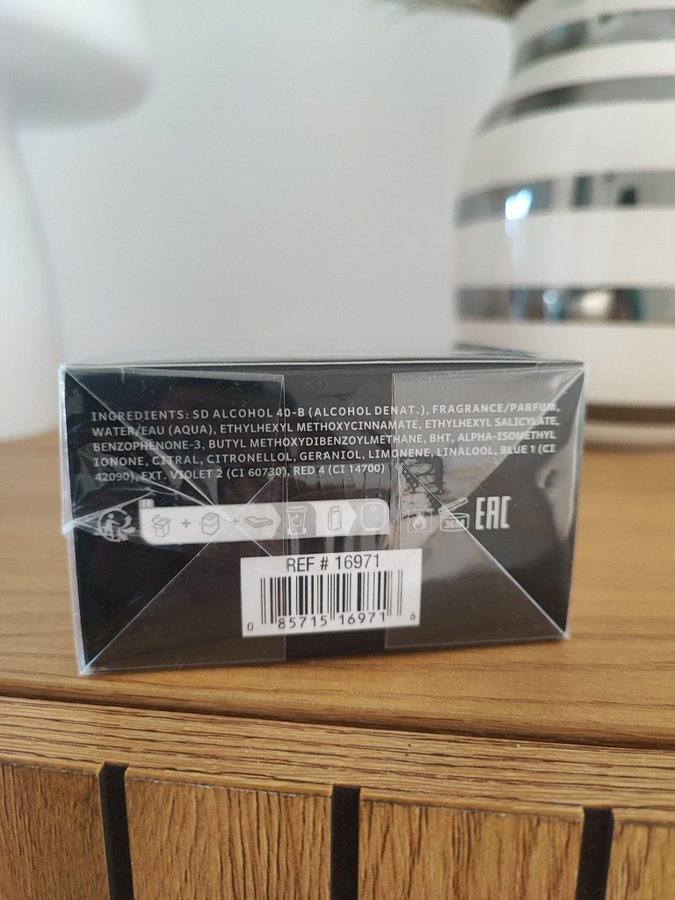 INGREDIENTS: SD ALCOHOL 40-B (ALCOHOL DENAT.), FRAGRANCE/PARFUM,
WATER/EAU (AQUA), ETHYLHEXYL METHOXYCINNAMATE, ETHYLHEXYL SALICYLATE,
BENZOPHENONE-3, BUTYL METHOXYDIBENZOYLMETHANE, BHT, ALPHA-ISOMETHYL
IONONE, CITRAL, CITRONELLOL, GERANIOL, LIMONENE, LINALOOL, BLUE 1 (CI
42090), EXT. VIOLET 2 (CI 60730), RED 4 (CI 14700)
FR
36M
EAC
REF # 16971
0 85715 16971 6